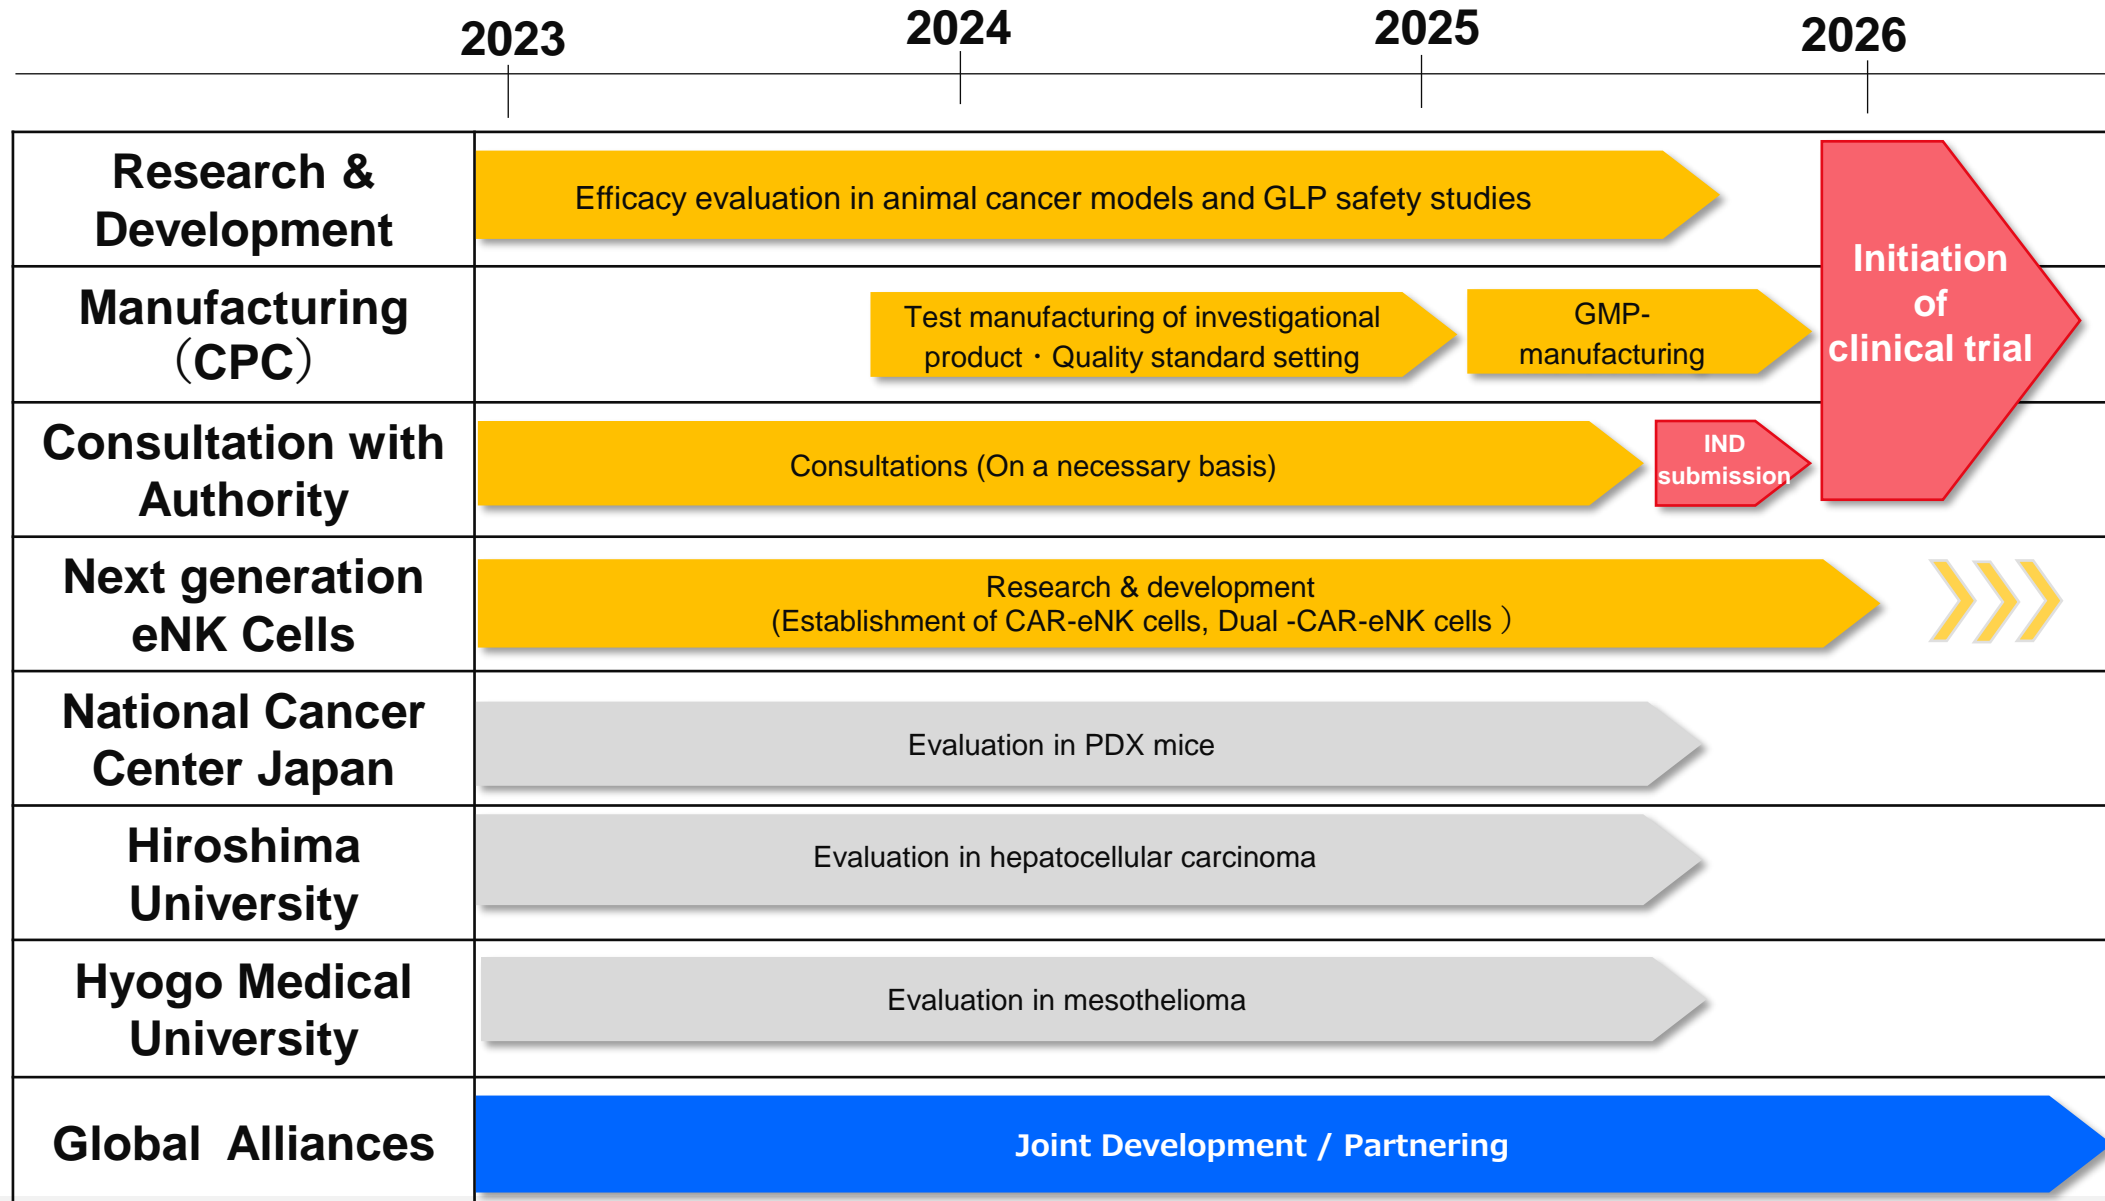 2023
2024
2025
2026
Research &
Development
Efficacy evaluation in animal cancer models and GLP safety studies
Initiation
of
clinical trial
Manufacturing
（CPC）
Test manufacturing of investigational
product・Quality standard setting
GMP-
manufacturing
Consultation with
Authority
Consultations (On a necessary basis)
IND
submission
Next generation
eNK Cells
Research & development
(Establishment of CAR-eNK cells, Dual -CAR-eNK cells ）
National Cancer
Center Japan
Evaluation in PDX mice
Hiroshima
University
Evaluation in hepatocellular carcinoma
Hyogo Medical
University
Evaluation in mesothelioma
Global Alliances
Joint Development / Partnering